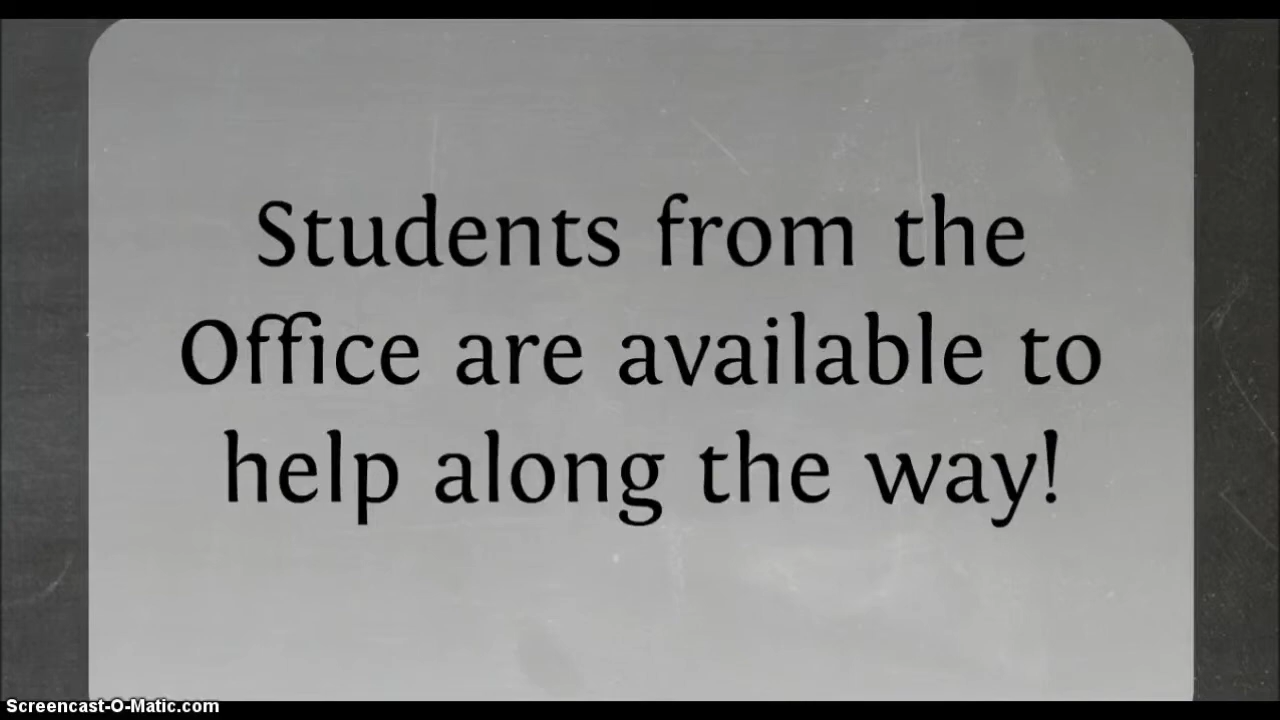 Students from the
Office are available to
help along the way!
Screencast-O-Matic.com